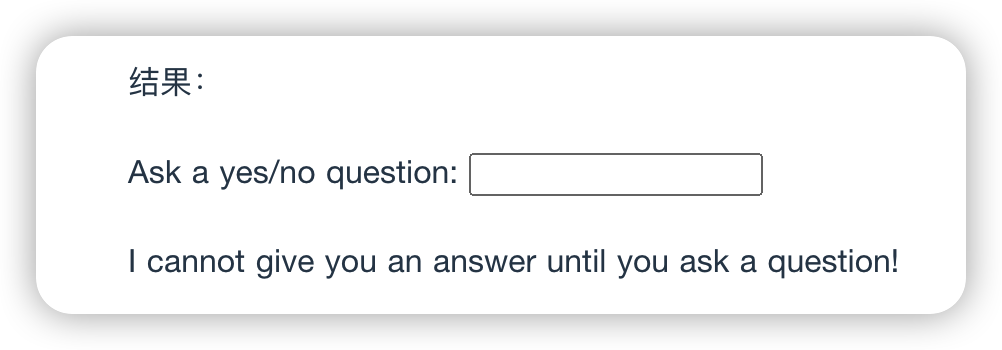 结果：
Ask a yes/no question:
I cannot give you an answer until you ask a question!